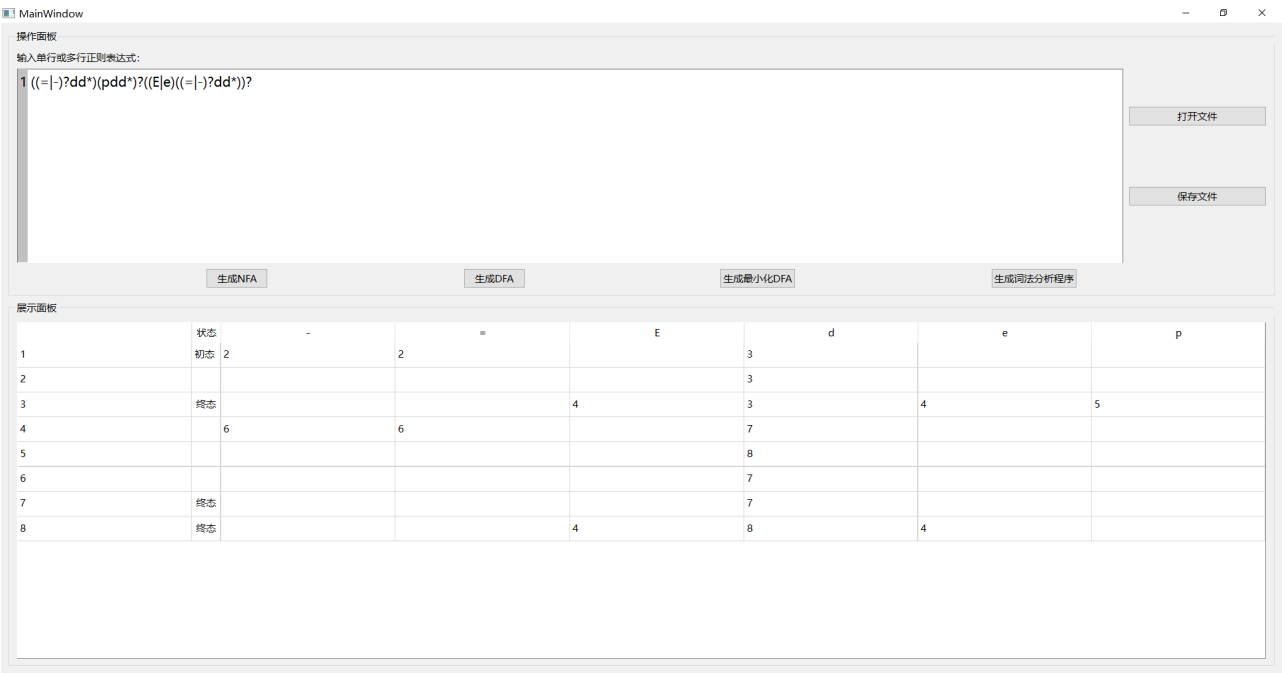 MainWindow
操作面板
输入单行或多行正则表达式:
1 ((=|-)?dd*)(pdd*)?((E|e)((=|-)?dd*))?
打开文件
保存文件
生成NFA 生成DFA 生成最小化DFA 生成词法分析程序
展示面板
状态 - = E d e p
1 初态 2 2 3
2 3
3 终态 4 3 4 5
4 6 6 7
5 8
6 7
7 终态 7
8 终态 4 8 4